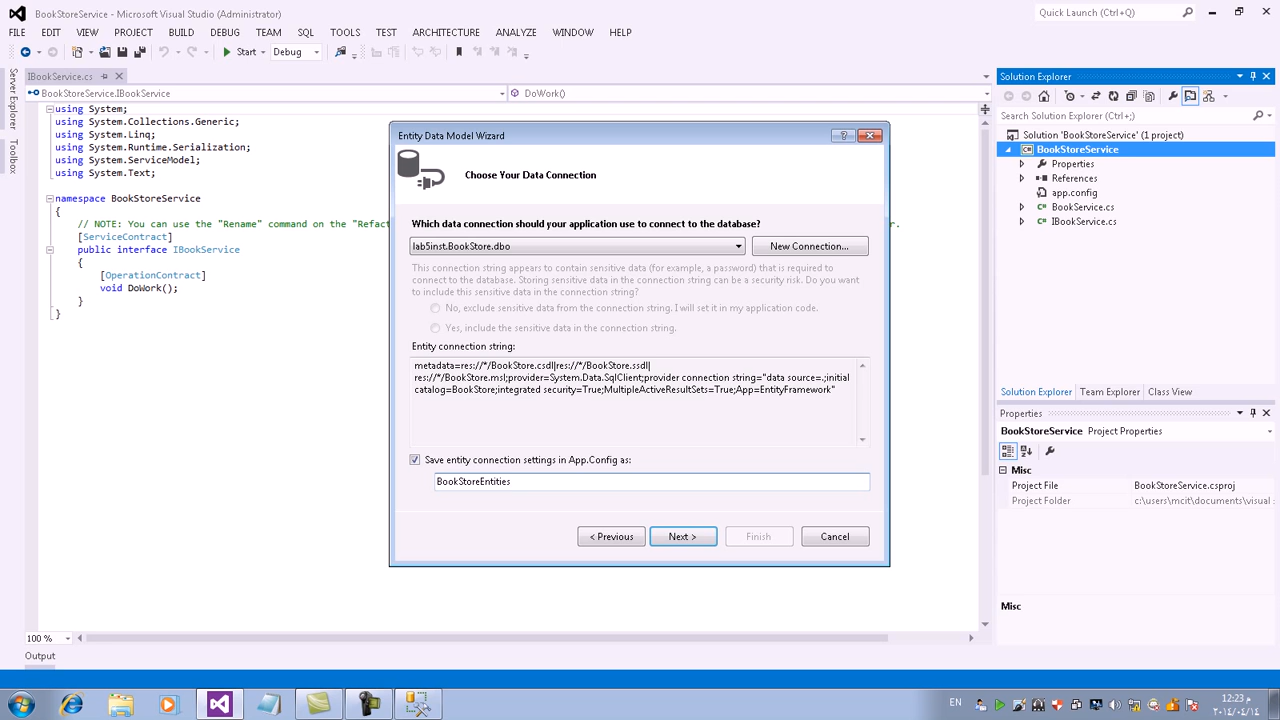 BookStoreService - Microsoft Visual Studio (Administrator)
Quick Launch (Ctrl+Q)
FILE EDIT VIEW PROJECT BUILD DEBUG TEAM SQL TOOLS TEST ARCHITECTURE ANALYZE WINDOW HELP
Start Debug
Server Explorer
Toolbox
IBookService.cs
BookStoreService.IBookService
DoWork()
using System;
using System.Collections.Generic;
using System.Linq;
using System.Runtime.Serialization;
using System.ServiceModel;
using System.Text;
namespace BookStoreService
{
// NOTE: You can use the "Rename" command on the "Refac
[ServiceContract]
public interface IBookService
{
[OperationContract]
void DoWork();
}
}
Entity Data Model Wizard
Choose Your Data Connection
Which data connection should your application use to connect to the database?
lab5inst.BookStore.dbo
New Connection...
This connection string appears to contain sensitive data (for example, a password) that is required to
connect to the database. Storing sensitive data in the connection string can be a security risk. Do you want
to include this sensitive data in the connection string?
No, exclude sensitive data from the connection string. I will set it in my application code.
Yes, include the sensitive data in the connection string.
Entity connection string:
metadata=res://*/BookStore.csdl|res://*/BookStore.ssdl|
res://*/BookStore.msl;provider=System.Data.SqlClient;provider connection string="data source=.;initial
catalog=BookStore;integrated security=True;MultipleActiveResultSets=True;App=EntityFramework"
Save entity connection settings in App.Config as:
BookStoreEntities
< Previous
Next >
Finish
Cancel
Solution Explorer
Search Solution Explorer (Ctrl+;)
Solution 'BookStoreService' (1 project)
BookStoreService
Properties
References
app.config
BookService.cs
IBookService.cs
Solution Explorer Team Explorer Class View
Properties
BookStoreService Project Properties
Misc
Project File BookStoreService.csproj
Project Folder c:\users\mcit\documents\visual :
Misc
100 %
Output
EN
12:23 م
٢٠١٤/٠٤/١٤